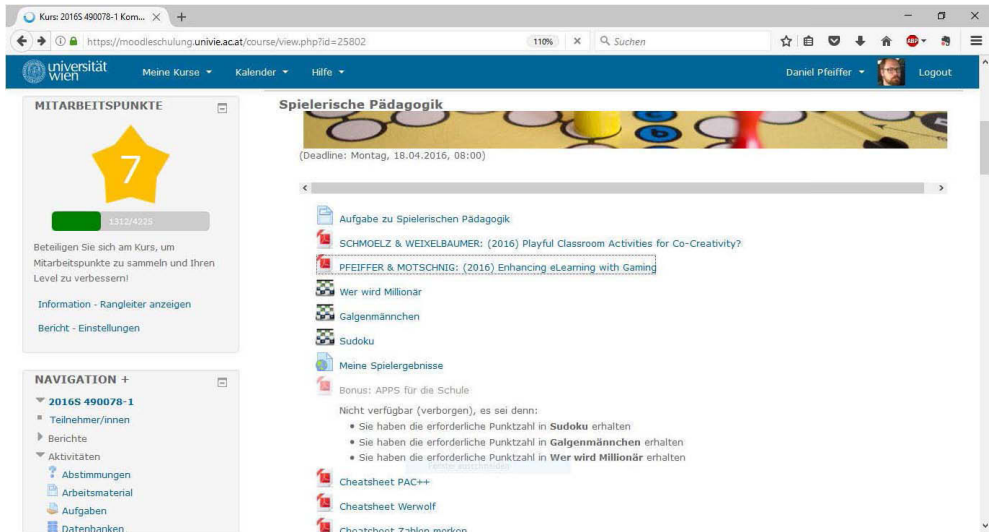 Kurs: 2016S 490078-1 Kom...
https://moodleschulung.univie.ac.at/course/view.php?id=25802
110%
Suchen
ABP
universität
wien
Meine Kurse
Kalender
Hilfe
Daniel Pfeiffer
Logout
MITARBEITSPUNKTE
7
1312/4225
Beteiligen Sie sich am Kurs, um
Mitarbeitspunkte zu sammeln und Ihren
Level zu verbessern!
Information - Rangleiter anzeigen
Bericht - Einstellungen
NAVIGATION +
2016S 490078-1
Teilnehmer/innen
Berichte
Aktivitäten
Abstimmungen
Arbeitsmaterial
Aufgaben
Datenbanken
Spielerische Pädagogik
(Deadline: Montag, 18.04.2016, 08:00)
Aufgabe zu Spielerischen Pädagogik
SCHMOELZ & WEIXELBAUMER: (2016) Playful Classroom Activities for Co-Creativity?
PFEIFFER & MOTSCHNIG: (2016) Enhancing eLearning with Gaming
Wer wird Millionär
Galgenmännchen
Sudoku
Meine Spielergebnisse
Bonus: APPS für die Schule
Nicht verfügbar (verborgen), es sei denn:
Sie haben die erforderliche Punktzahl in Sudoku erhalten
Sie haben die erforderliche Punktzahl in Galgenmännchen erhalten
Sie haben die erforderliche Punktzahl in Wer wird Millionär erhalten
Cheatsheet PAC++
Cheatsheet Werwolf
Cheatsheet Zahlen merken